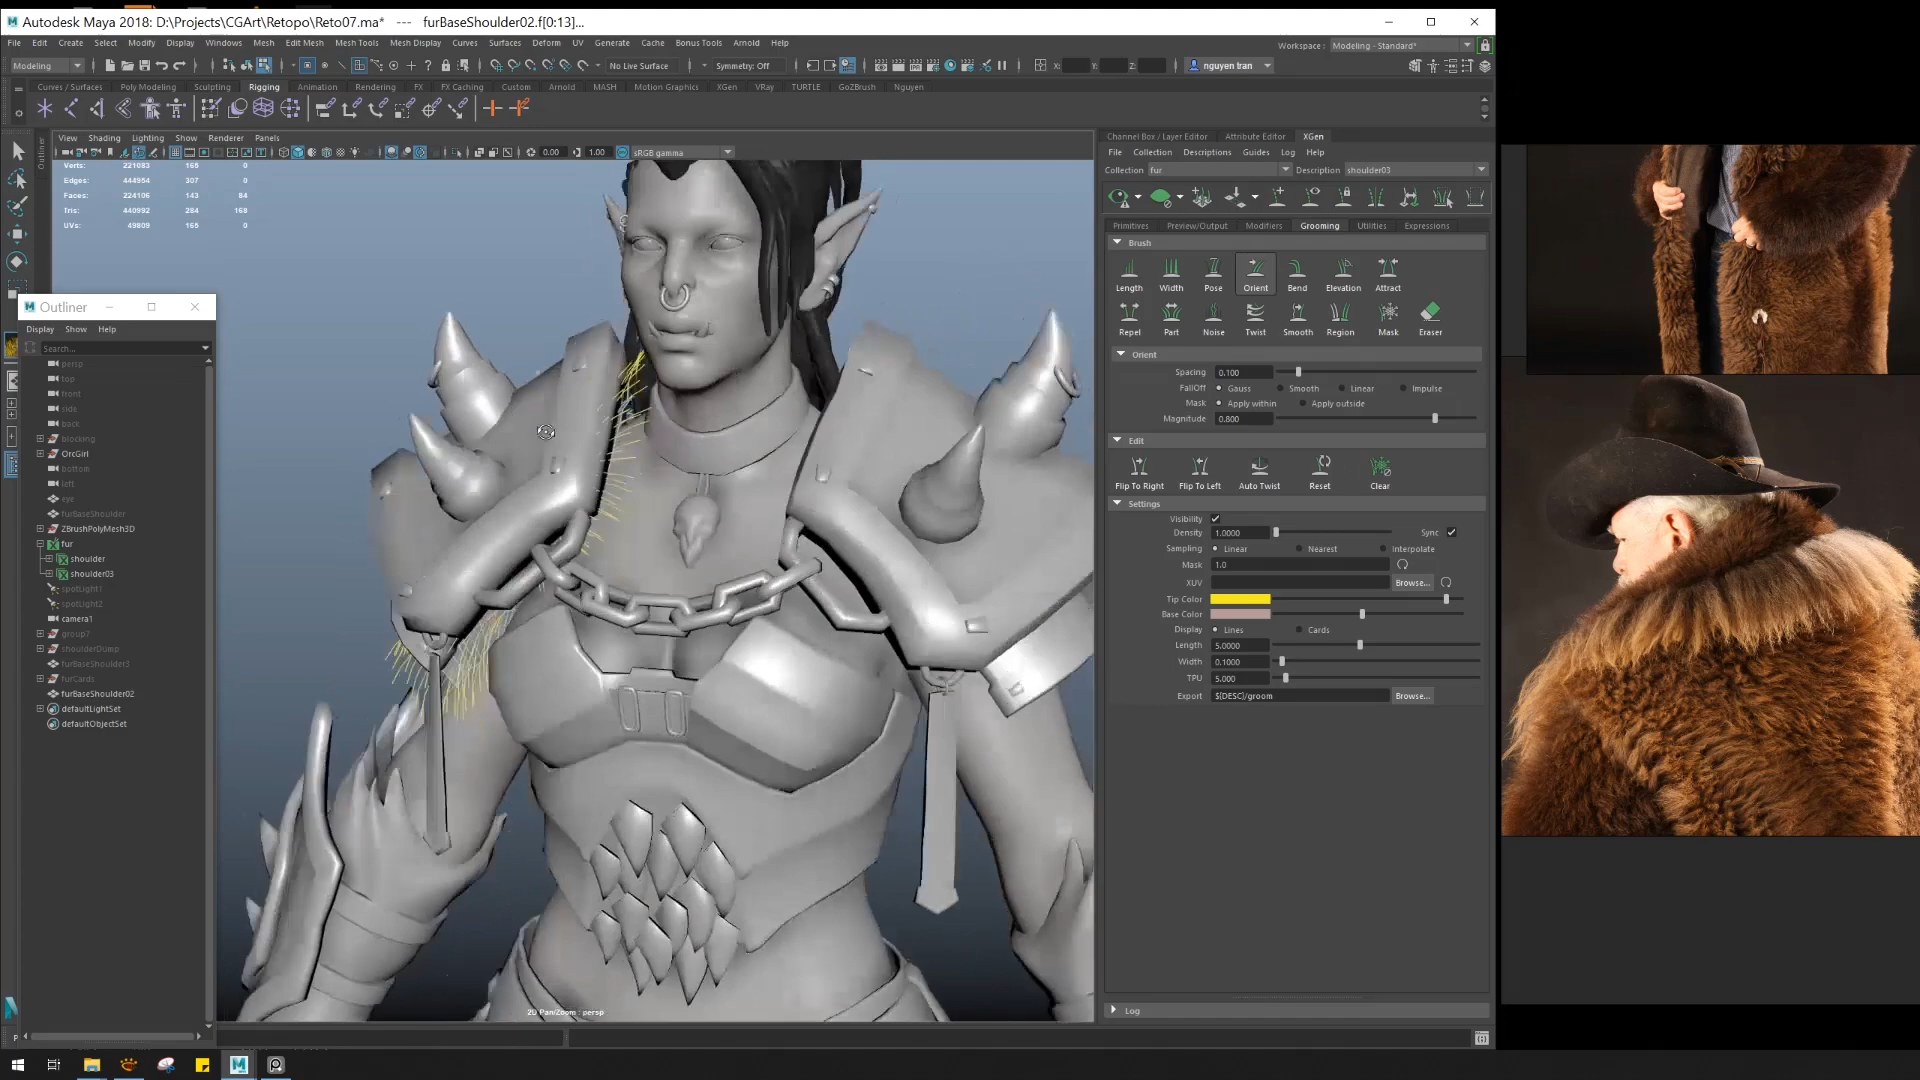 Autodesk Maya 2018: D:\Projects\CGArt\Retopo\Reto07.ma* --- furBaseShoulder02.f[0:13]...
File Edit Create Select Modify Display Windows Mesh Edit Mesh Mesh Tools Mesh Display Curves Surfaces Deform UV Generate Cache Bonus Tools Arnold Help
Workspace : Modeling - Standard*
Modeling
No Live Surface
Symmetry: Off
X: Y: Z:
nguyen tran
Curves / Surfaces Poly Modeling Sculpting Rigging Animation Rendering FX FX Caching Custom Arnold MASH Motion Graphics XGen VRay TURTLE GoZBrush Nguyen
Outliner
View Shading Lighting Show Renderer Panels
0.00 1.00 sRGB gamma
Verts: 221083 165 0
Edges: 444954 307 0
Faces: 224106 143 84
Tris: 440992 284 168
UVs: 49809 165 0
Outliner
Display Show Help
Search...
persp
top
front
side
back
blocking
OrcGirl
bottom
left
eye
furBaseShoulder
ZBrushPolyMesh3D
fur
shoulder
shoulder03
spotLight1
spotLight2
camera1
group7
shoulderDump
furBaseShoulder3
furCards
furBaseShoulder02
defaultLightSet
defaultObjectSet
2D Pan/Zoom : persp
Channel Box / Layer Editor Attribute Editor XGen
File Collection Descriptions Guides Log Help
Collection fur Description shoulder03
Primitives Preview/Output Modifiers Grooming Utilities Expressions
Brush
Length Width Pose Orient Bend Elevation Attract
Repel Part Noise Twist Smooth Region Mask Eraser
Orient
Spacing 0.100
FallOff Gauss Smooth Linear Impulse
Mask Apply within Apply outside
Magnitude 0.800
Edit
Flip To Right Flip To Left Auto Twist Reset Clear
Settings
Visibility
Density 1.0000 Sync
Sampling Linear Nearest Interpolate
Mask 1.0
XUV Browse...
Tip Color
Base Color
Display Lines Cards
Length 5.0000
Width 0.1000
TPU 5.000
Export ${DESC}/groom Browse...
Log